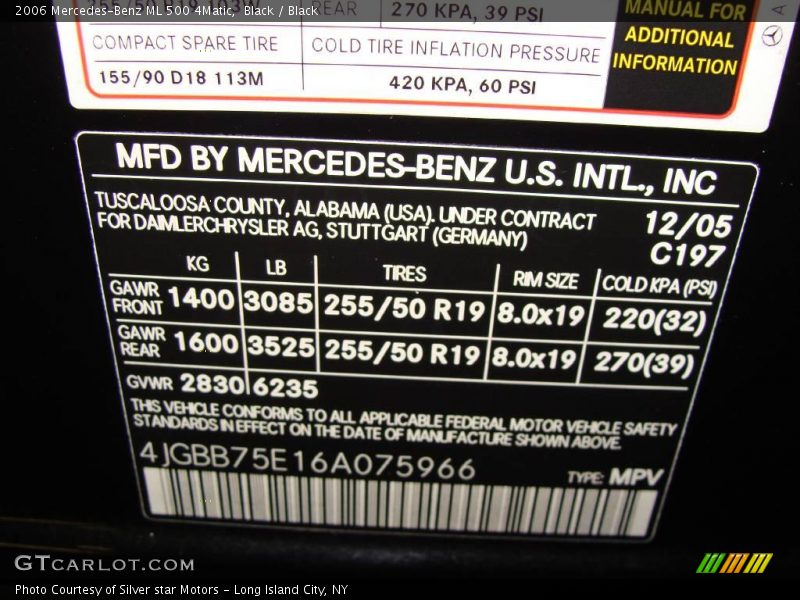 2006 Mercedes-Benz ML 500 4Matic, Black / Black
REAR 270 KPA, 39 PSI
MANUAL FOR
ADDITIONAL
INFORMATION
COMPACT SPARE TIRE COLD TIRE INFLATION PRESSURE
155/90 D18 113M 420 KPA, 60 PSI
MFD BY MERCEDES-BENZ U.S. INTL., INC
TUSCALOOSA COUNTY, ALABAMA (USA). UNDER CONTRACT 12/05
FOR DAIMLERCHRYSLER AG, STUTTGART (GERMANY) C197
KG LB TIRES RIM SIZE COLD KPA (PSI)
GAWR FRONT 1400 3085 255/50 R19 8.0x19 220(32)
GAWR REAR 1600 3525 255/50 R19 8.0x19 270(39)
GVWR 2830 6235
THIS VEHICLE CONFORMS TO ALL APPLICABLE FEDERAL MOTOR VEHICLE SAFETY
STANDARDS IN EFFECT ON THE DATE OF MANUFACTURE SHOWN ABOVE.
4JGBB75E16A075966
TYPE: MPV
GTCARLOT.COM
Photo Courtesy of Silver star Motors - Long Island City, NY